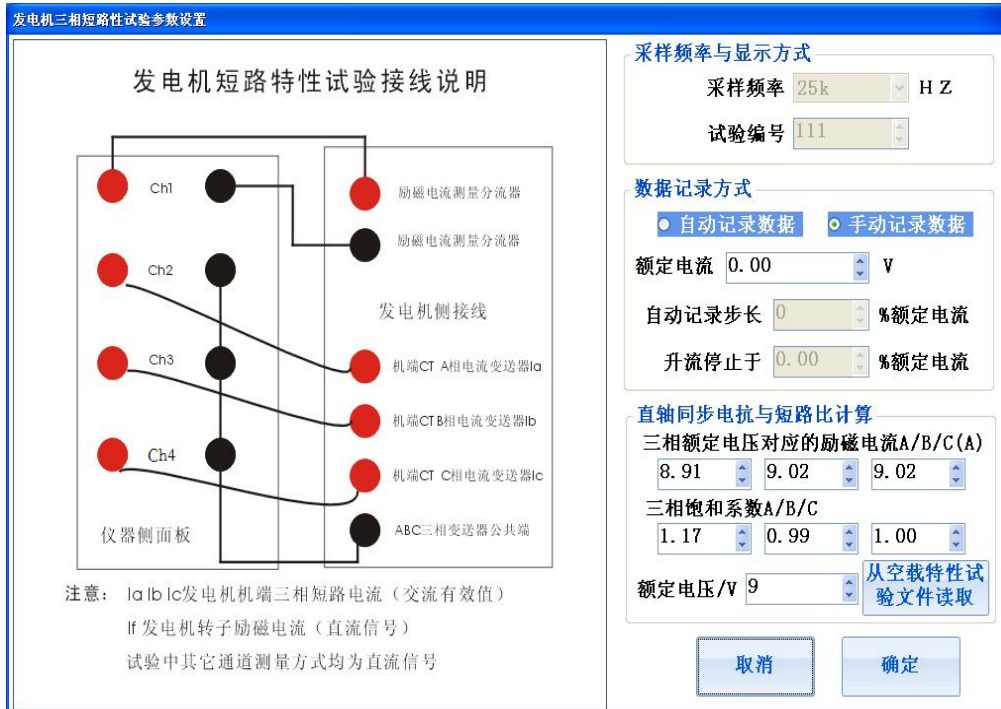 发电机三相短路性试验参数设置
发电机短路特性试验接线说明
Ch1
励磁电流测量分流器
励磁电流测量分流器
Ch2
发电机侧接线
Ch3
机端CT A相电流变送器Ia
机端CT B相电流变送器Ib
Ch4
机端CT C相电流变送器Ic
仪器侧面板
ABC三相变送器公共端
注意： Ia Ib Ic发电机机端三相短路电流（交流有效值）
If 发电机转子励磁电流（直流信号）
试验中其它通道测量方式均为直流信号
采样频率与显示方式
采样频率 25k H Z
试验编号 111
数据记录方式
自动记录数据 手动记录数据
额定电流 0.00 V
自动记录步长 0 %额定电流
升流停止于 0.00 %额定电流
直轴同步电抗与短路比计算
三相额定电压对应的励磁电流A/B/C(A)
8.91 9.02 9.02
三相饱和系数A/B/C
1.17 0.99 1.00
额定电压/V 9
从空载特性试
验文件读取
取消 确定